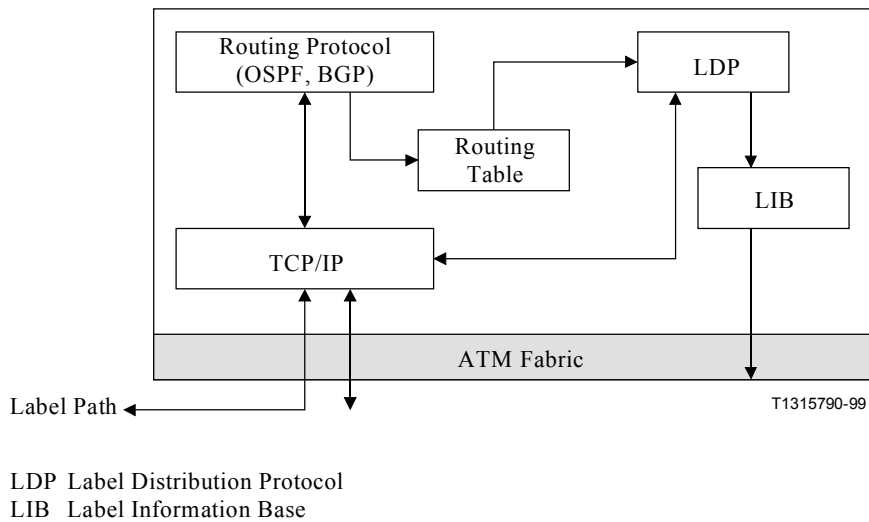 Routing Protocol
(OSPF, BGP)
LDP
Routing
Table
LIB
TCP/IP
ATM Fabric
Label Path
T1315790-99
LDP Label Distribution Protocol
LIB Label Information Base